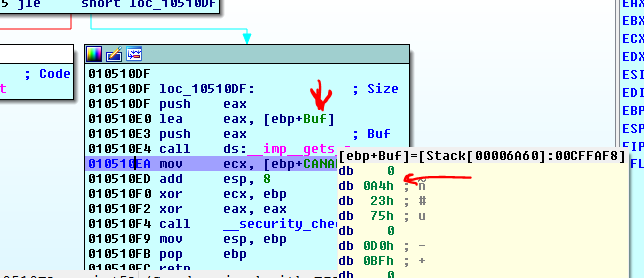 5 jle short loc_10510DF
; Code
t
010510DF
010510DF loc_10510DF: ; Size
010510DF push eax
010510E0 lea eax, [ebp+Buf]
010510E3 push eax ; Buf
010510E4 call ds:__imp__gets_s
010510EA mov ecx, [ebp+CANA
010510ED add esp, 8
010510F0 xor ecx, ebp
010510F2 xor eax, eax
010510F4 call __security_che
010510F9 mov esp, ebp
010510FB pop ebp
010510FC retn
[ebp+Buf]=[Stack[00006A60]:00CFFAF8]
db 0
db 0A4h ; ñ
db 23h ; #
db 75h ; u
db 0
db 0D0h ; -
db 0BFh ; +
db 0
EAX
EBX
ECX
EDX
ESI
EDI
EBP
ESP
EIP
EFL